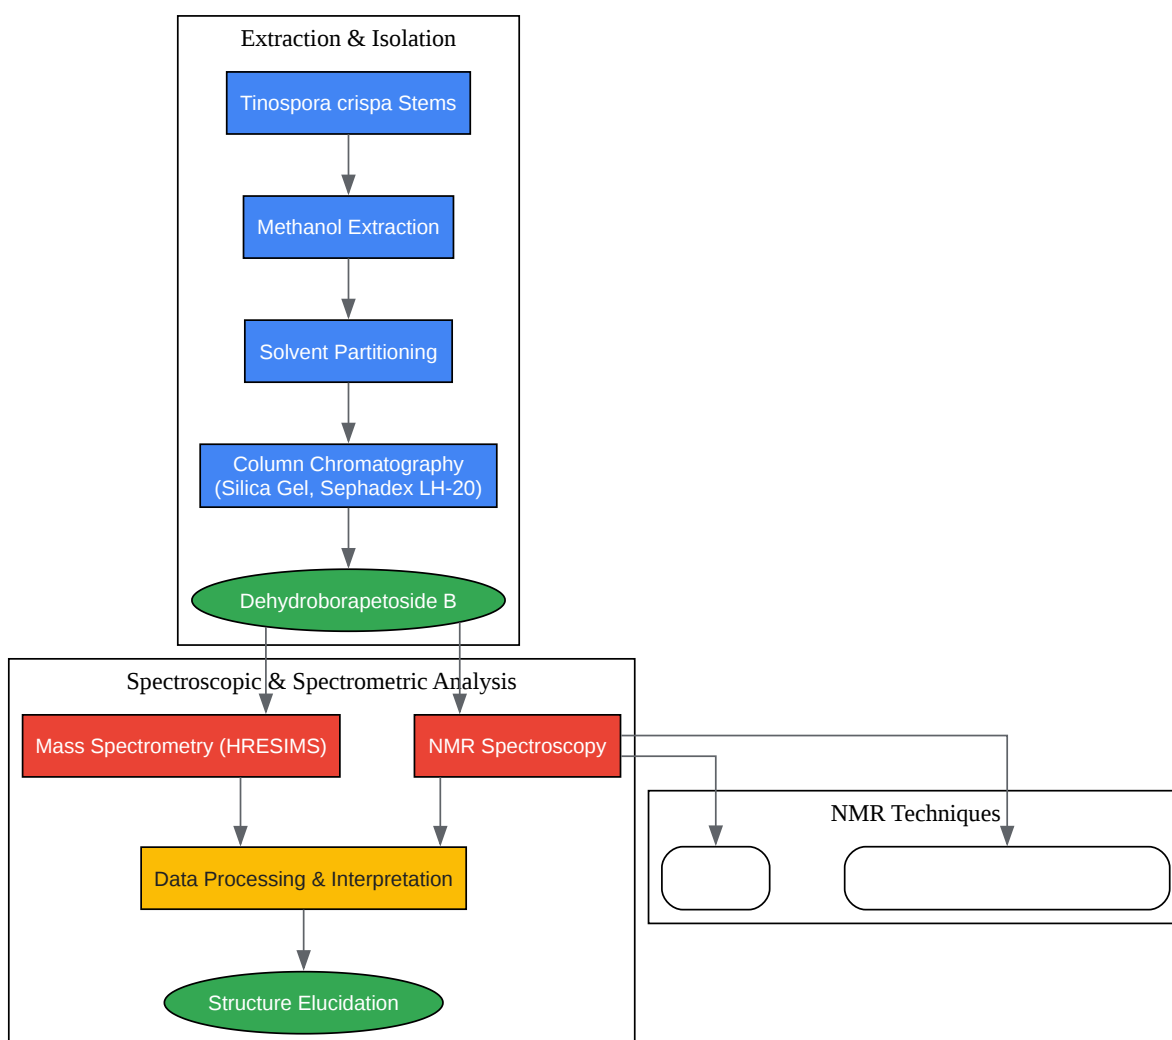 Extraction & Isolation
Tinospora crispa Stems
Methanol Extraction
Solvent Partitioning
Column Chromatography
(Silica Gel, Sephadex LH-20)
Dehydroborapetoside B
Spectroscopic & Spectrometric Analysis
Mass Spectrometry (HRESIMS)
NMR Spectroscopy
NMR Techniques
Data Processing & Interpretation
Structure Elucidation